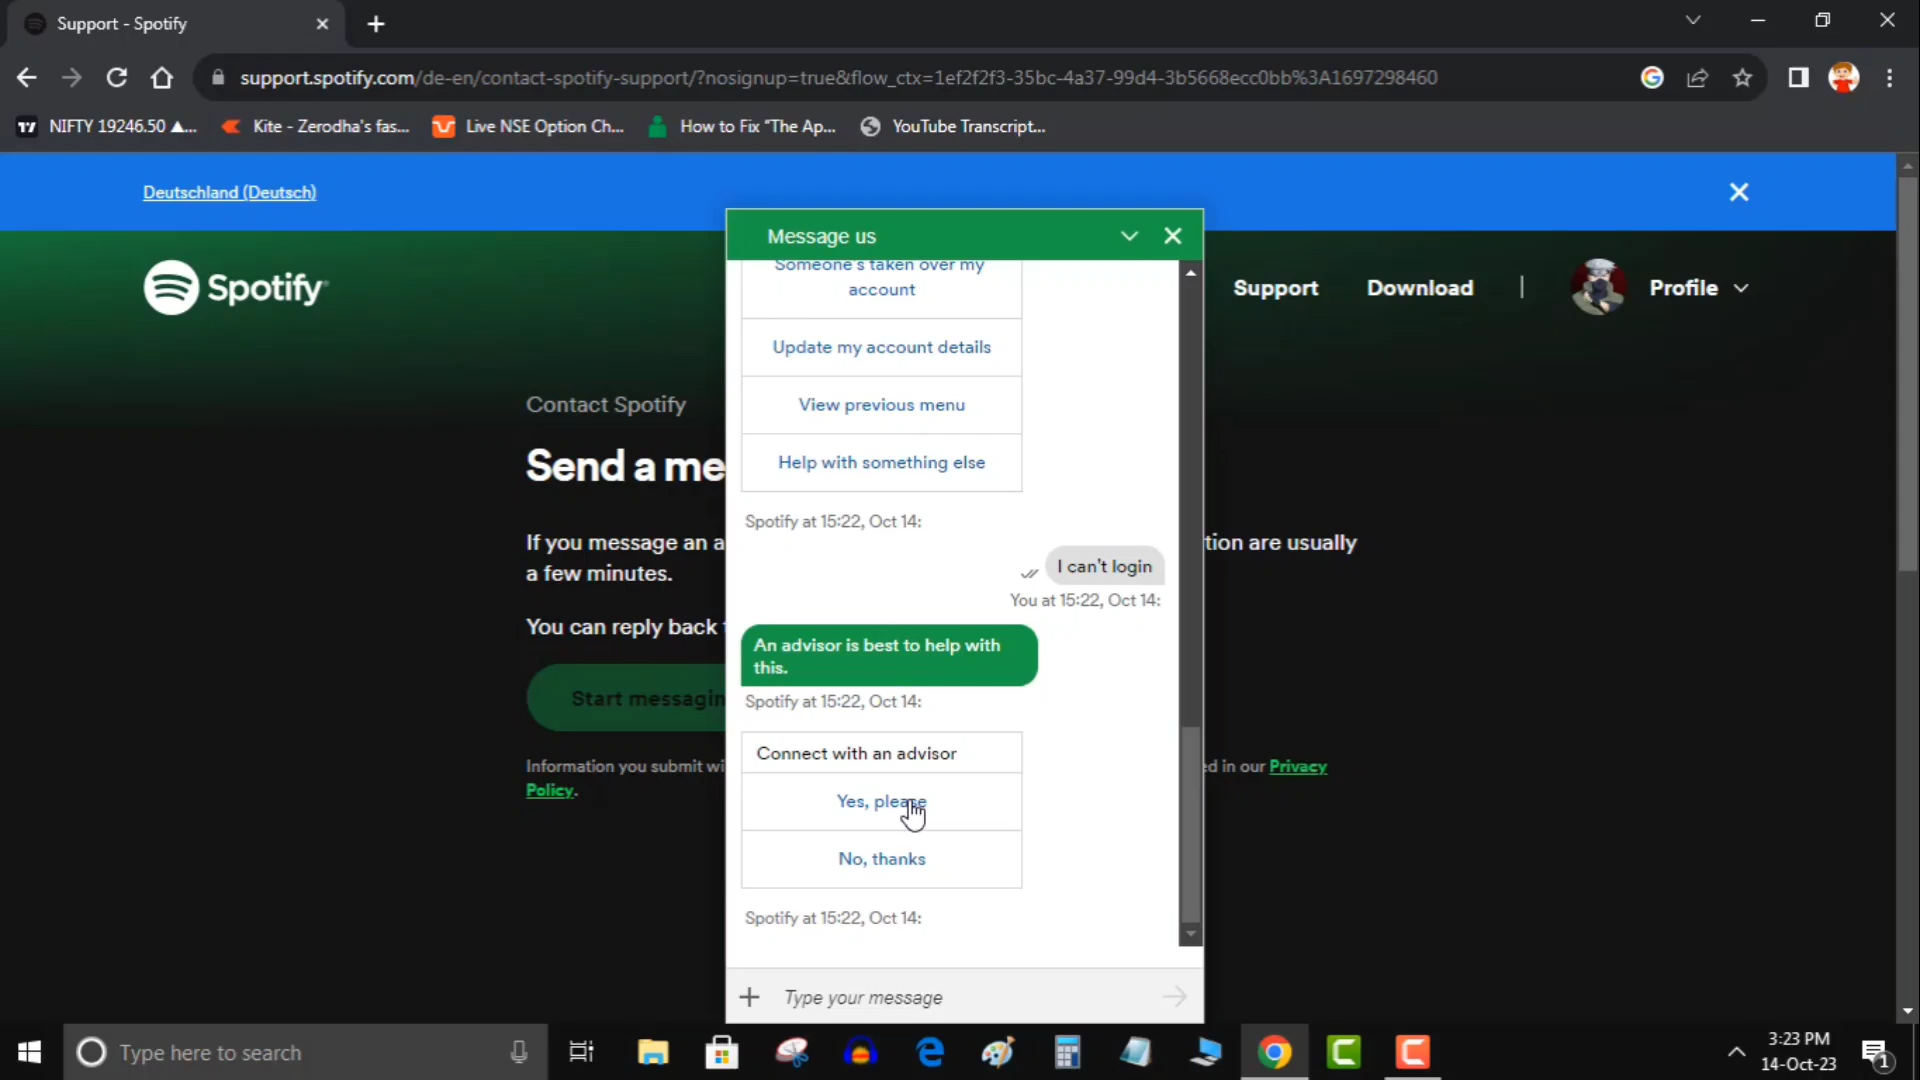 Support - Spotify
support.spotify.com/de-en/contact-spotify-support/?nosignup=true&flow_ctx=1ef2f2f3-35bc-4a37-99d4-3b5668ecc0bb%3A1697298460
NIFTY 19246.50 ▲... Kite - Zerodha's fas... Live NSE Option Ch... How to Fix "The Ap... YouTube Transcript...
Deutschland (Deutsch)
Spotify
Support Download | Profile
Contact Spotify
Send a me
If you message an a
tion are usually
a few minutes.
You can reply back
Start messagin
Information you submit wi
ed in our Privacy
Policy.
Message us
Someone's taken over my
account
Update my account details
View previous menu
Help with something else
Spotify at 15:22, Oct 14:
I can't login
You at 15:22, Oct 14:
An advisor is best to help with
this.
Spotify at 15:22, Oct 14:
Connect with an advisor
Yes, please
No, thanks
Spotify at 15:22, Oct 14:
Type your message
Type here to search
3:23 PM
14-Oct-23
1